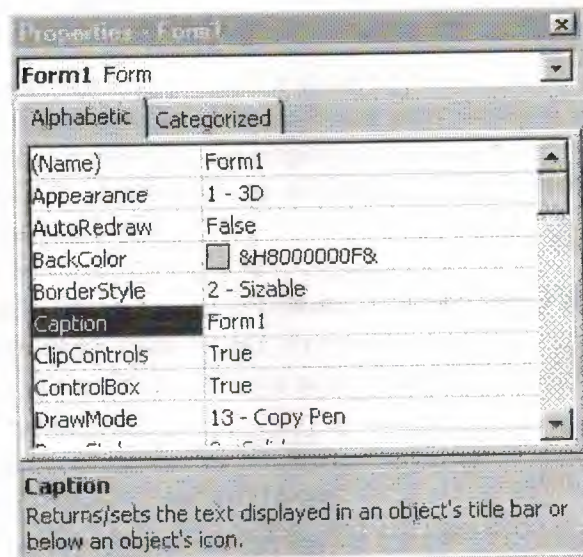 Properties - Form1
Form1 Form
Alphabetic Categorized
(Name) Form1
Appearance 1 - 3D
AutoRedraw False
BackColor &H8000000F&
BorderStyle 2 - Sizable
Caption Form1
ClipControls True
ControlBox True
DrawMode 13 - Copy Pen
Caption
Returns/sets the text displayed in an object's title bar or
below an object's icon.